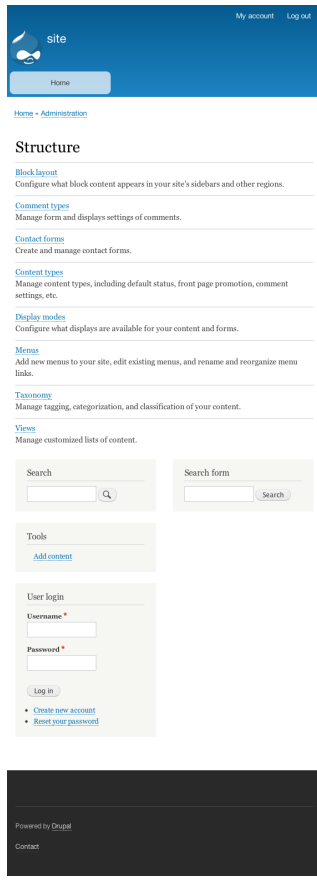 My account Log out
site
Home
Home » Administration
Structure
Block layout
Configure what block content appears in your site's sidebars and other regions.
Comment types
Manage form and displays settings of comments.
Contact forms
Create and manage contact forms.
Content types
Manage content types, including default status, front page promotion, comment
settings, etc.
Display modes
Configure what displays are available for your content and forms.
Menus
Add new menus to your site, edit existing menus, and rename and reorganize menu
links.
Taxonomy
Manage tagging, categorization, and classification of your content.
Views
Manage customized lists of content.
Search
Search form
Search
Tools
Add content
User login
Username *
Password *
Log in
Create new account
Reset your password
Powered by Drupal
Contact